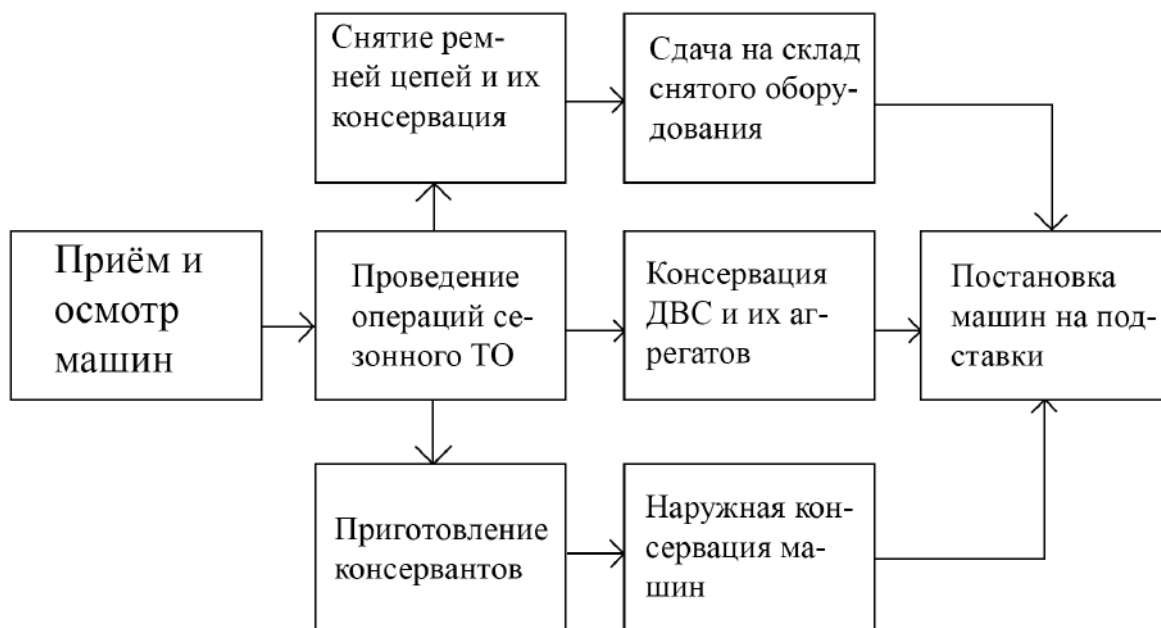 Снятие рем-
ней цепей и их
консервация
Сдача на склад
снятого обору-
дования
Приём и
осмотр
машин
Проведение
операций се-
зонного ТО
Консервация
ДВС и их аг-
регатов
Постановка
машин на под-
ставки
Приготовление
консервантов
Наружная кон-
сервация ма-
шин